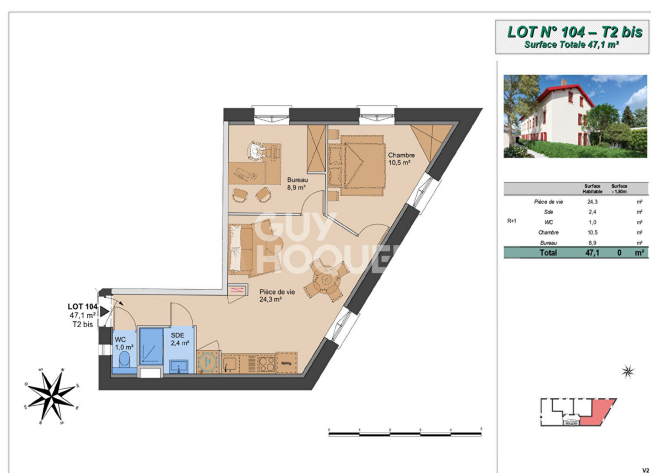 LOT N° 104 – T2 bis
Surface Totale 47,1 m²
Chambre
10,5 m²
Bureau
8,9 m²
GUY
HOQUET
Pièce de vie
24,3 m²
LOT 104
47,1 m²
T2 bis
WC
1,0 m²
SDE
2,4 m²
Surface Habitable
Surface - 1,80m
Pièce de vie 24,3 m²
Sde 2,4 m²
R+1 WC 1,0 m²
Chambre 10,5 m²
Bureau 8,9 m²
Total 47,1 0 m²
V2